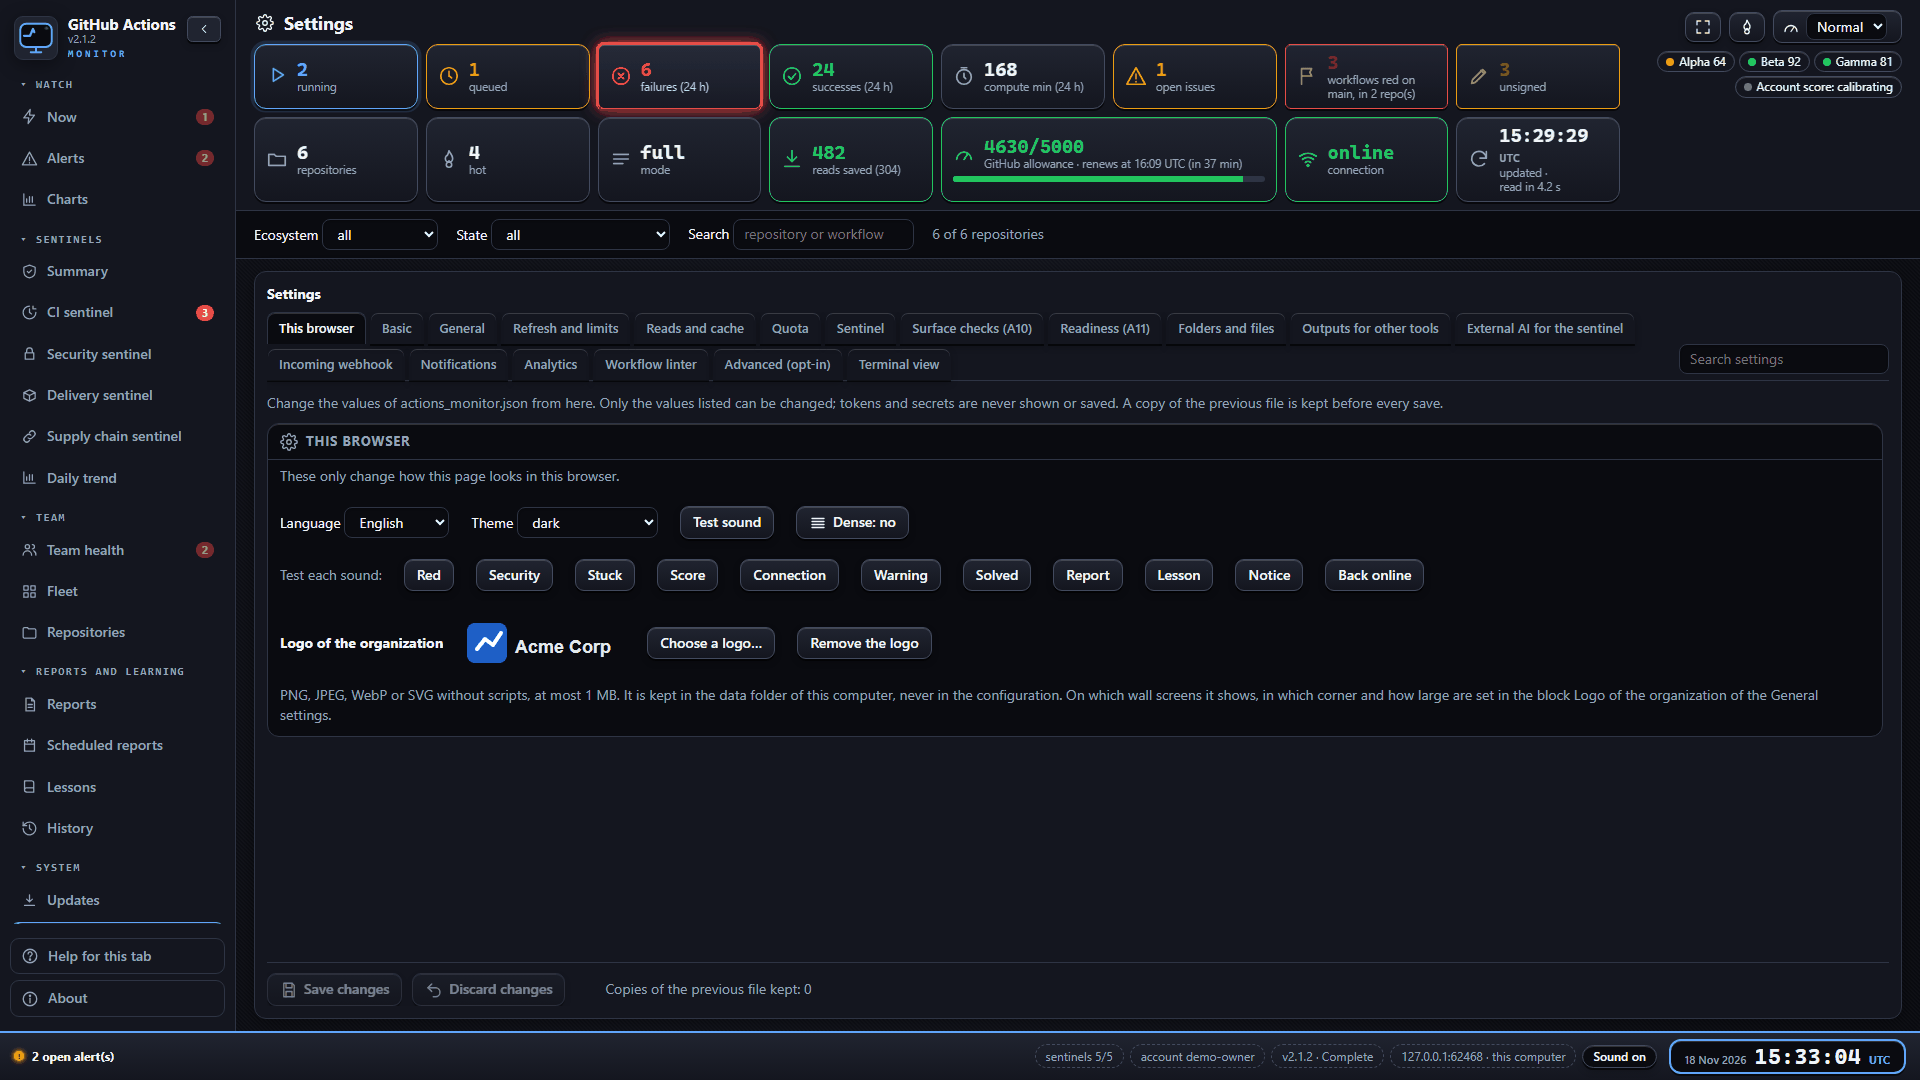 GitHub Actions
v2.1.2
MONITOR
WATCH
Now 1
Alerts 2
Charts
SENTINELS
Summary
CI sentinel 3
Security sentinel
Delivery sentinel
Supply chain sentinel
Daily trend
TEAM
Team health 2
Fleet
Repositories
REPORTS AND LEARNING
Reports
Scheduled reports
Lessons
History
SYSTEM
Updates
Help for this tab
About
Settings
Normal
2
running
1
queued
6
failures (24 h)
24
successes (24 h)
168
compute min (24 h)
1
open issues
3
workflows red on
main, in 2 repo(s)
3
unsigned
Alpha 64
Beta 92
Gamma 81
Account score: calibrating
6
repositories
4
hot
full
mode
482
reads saved (304)
4630/5000
GitHub allowance · renews at 16:09 UTC (in 37 min)
online
connection
15:29:29
UTC
updated ·
read in 4.2 s
Ecosystem all State all Search repository or workflow 6 of 6 repositories
Settings
This browser Basic General Refresh and limits Reads and cache Quota Sentinel Surface checks (A10) Readiness (A11) Folders and files Outputs for other tools External AI for the sentinel
Incoming webhook Notifications Analytics Workflow linter Advanced (opt-in) Terminal view Search settings
Change the values of actions_monitor.json from here. Only the values listed can be changed; tokens and secrets are never shown or saved. A copy of the previous file is kept before every save.
THIS BROWSER
These only change how this page looks in this browser.
Language English Theme dark Test sound Dense: no
Test each sound: Red Security Stuck Score Connection Warning Solved Report Lesson Notice Back online
Logo of the organization Acme Corp Choose a logo... Remove the logo
PNG, JPEG, WebP or SVG without scripts, at most 1 MB. It is kept in the data folder of this computer, never in the configuration. On which wall screens it shows, in which corner and how large are set in the block Logo of the organization of the General
settings.
Save changes Discard changes Copies of the previous file kept: 0
2 open alert(s)
sentinels 5/5 account demo-owner v2.1.2 · Complete 127.0.0.1:62468 · this computer Sound on 18 Nov 2026 15:33:04 UTC